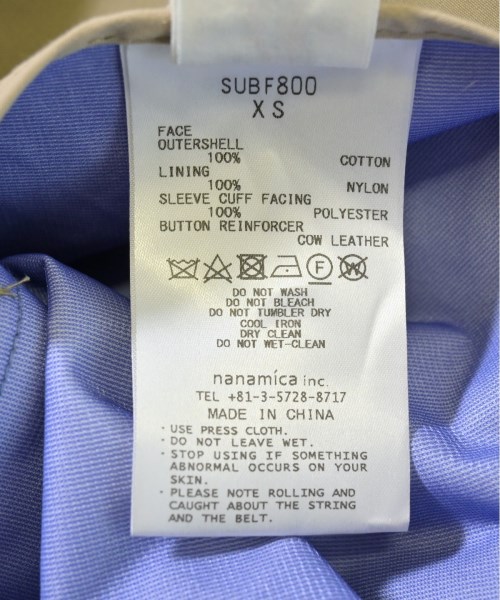 SUBF800
XS
FACE
OUTERSHELL
100% COTTON
LINING
100% NYLON
SLEEVE CUFF FACING
100% POLYESTER
BUTTON REINFORCER
COW LEATHER
F W
DO NOT WASH
DO NOT BLEACH
DO NOT TUMBLER DRY
COOL IRON
DRY CLEAN
DO NOT WET-CLEAN
nanamica inc.
TEL +81-3-5728-8717
MADE IN CHINA
· USE PRESS CLOTH.
· DO NOT LEAVE WET.
· STOP USING IF SOMETHING
ABNORMAL OCCURS ON YOUR
SKIN.
· PLEASE NOTE ROLLING AND
CAUGHT ABOUT THE STRING
AND THE BELT.